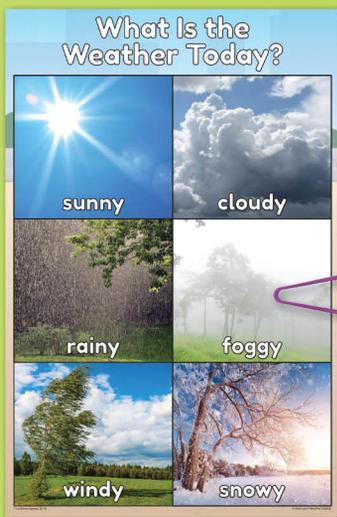 What Is the
Weather Today?
sunny
cloudy
rainy
foggy
windy
snowy